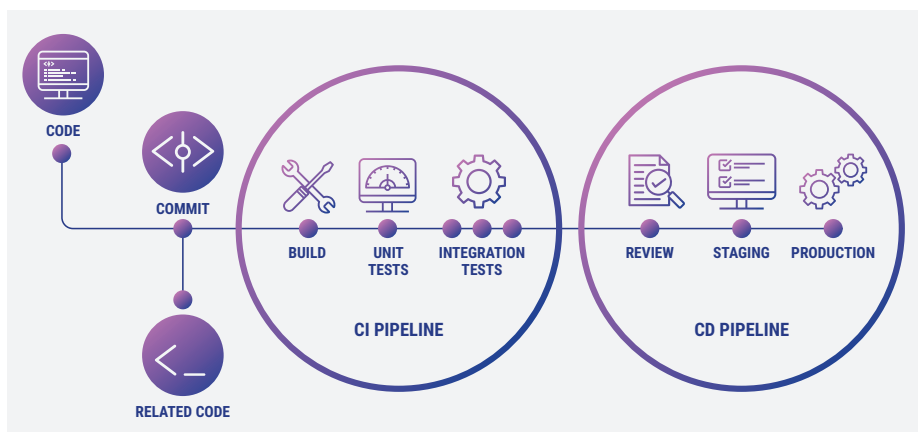 CODE
COMMIT
RELATED CODE
BUILD
UNIT
TESTS
INTEGRATION
TESTS
CI PIPELINE
REVIEW
STAGING
PRODUCTION
CD PIPELINE